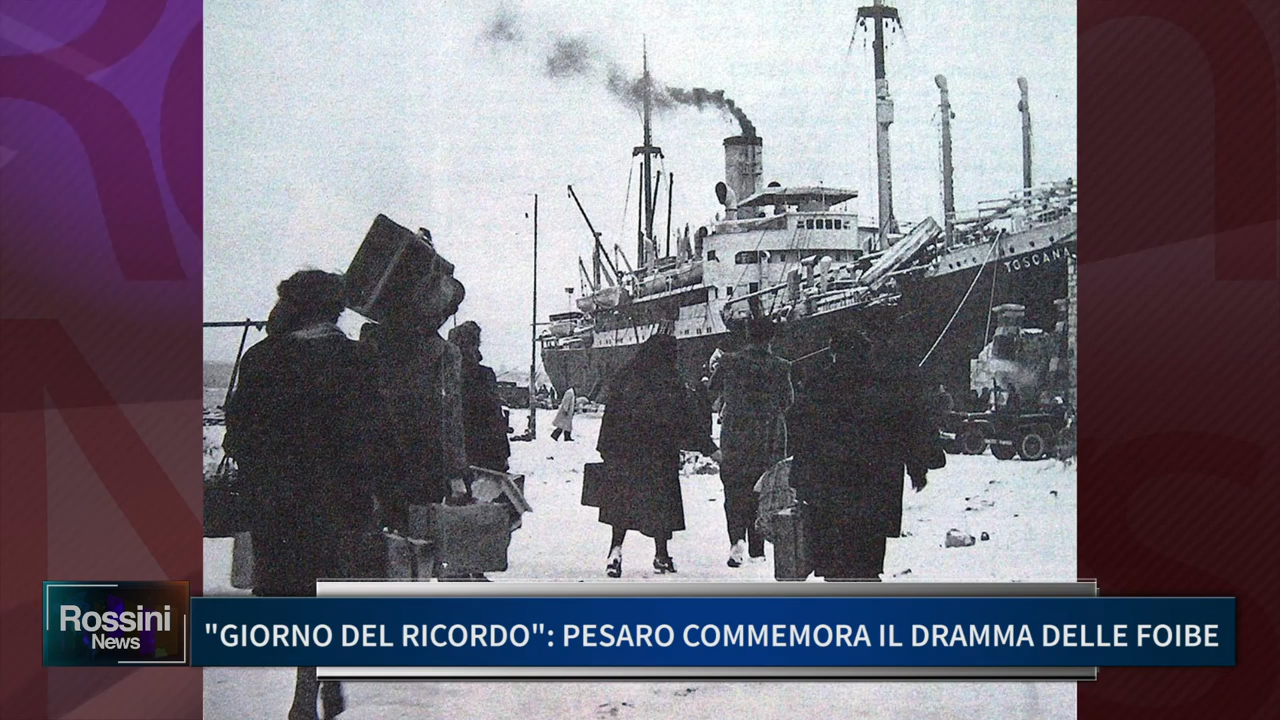 TOSCANA
Rossini
News
"GIORNO DEL RICORDO": PESARO COMMEMORA IL DRAMMA DELLE FOIBE